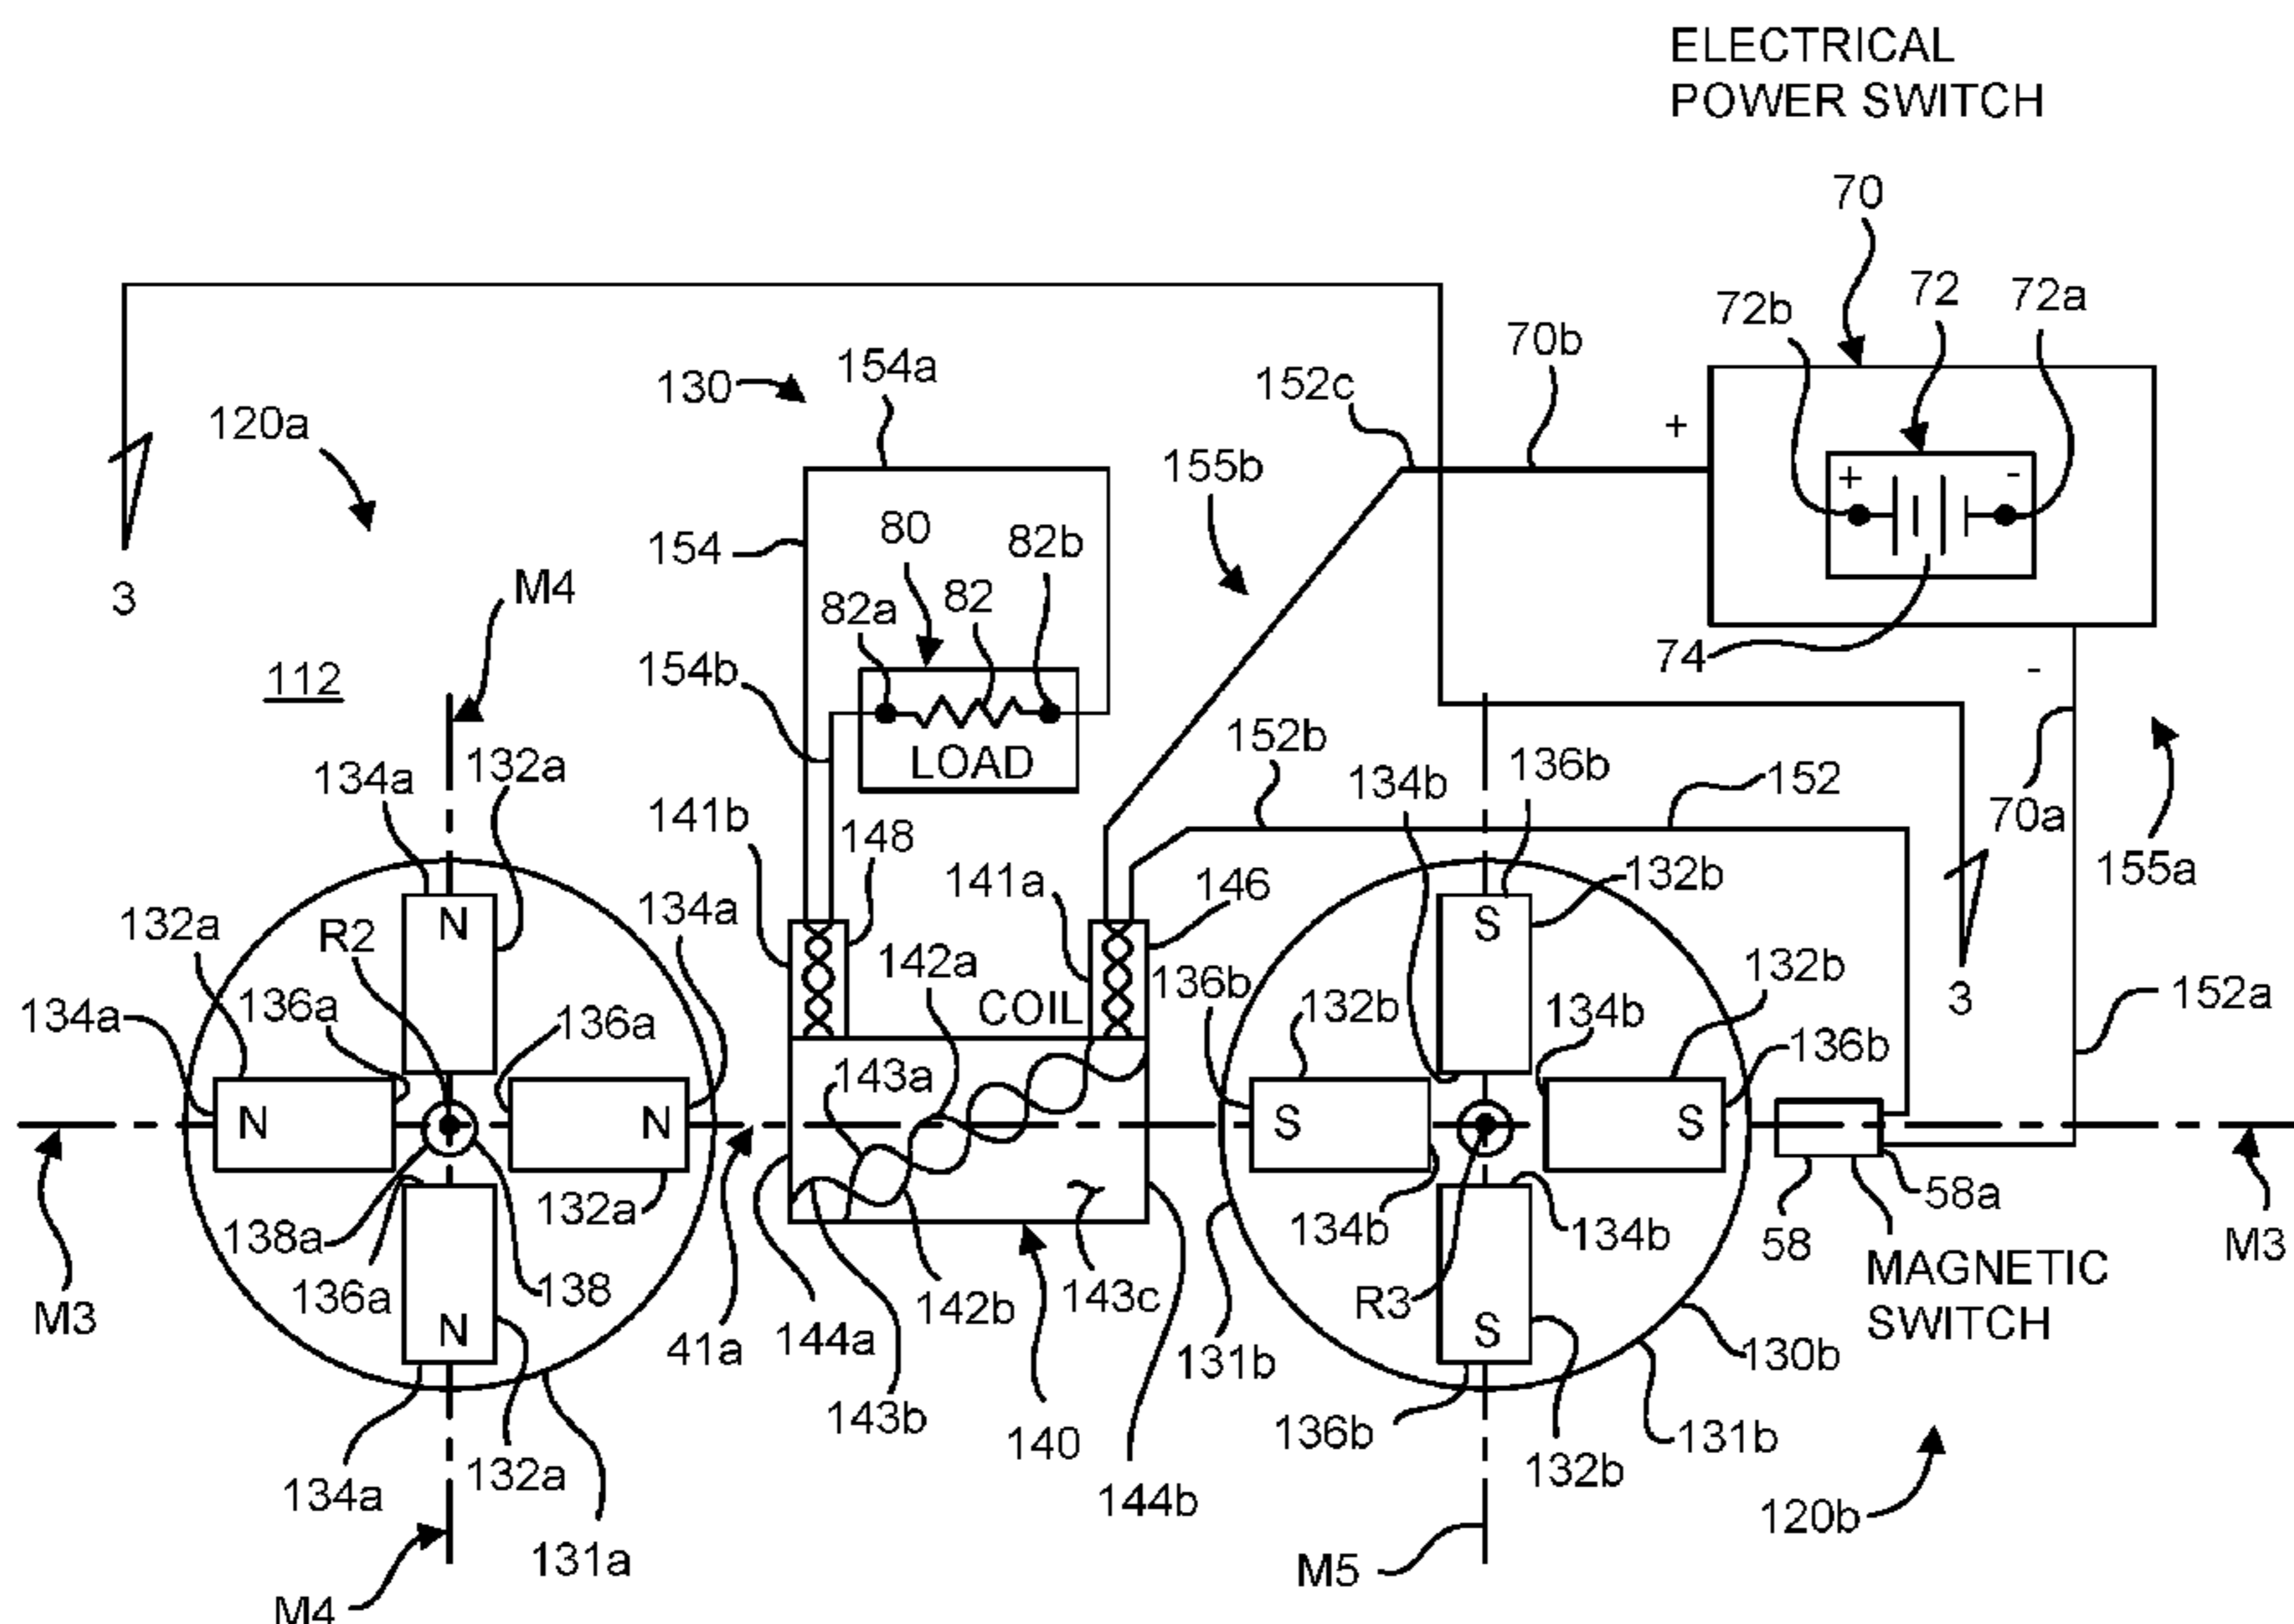 ELECTRICAL
POWER SWITCH
70
72b
72
72a
70b
154a
130
152c
120a
+
155b
+
-
80
82b
154
M4
82
82a
3
74
154b
-
112
152b
LOAD
136b
134a
132a
134b
152
70a
141b
148
155a
141a
146
132b
134a
N
S
132a
R2
142a
136b
132b
COIL
3
152a
134a
136a
136a
132b
134b
136b
143a
N
N
S
S
132a
58a
138a
134b
134b
58
M3
136a
138
143c
MAGNETIC
SWITCH
M3
142b
R3
N
S
41a
144a
131b
130b
143b
136b
140
131b
134a
132a
132b
144b
120b
131a
M5
M4